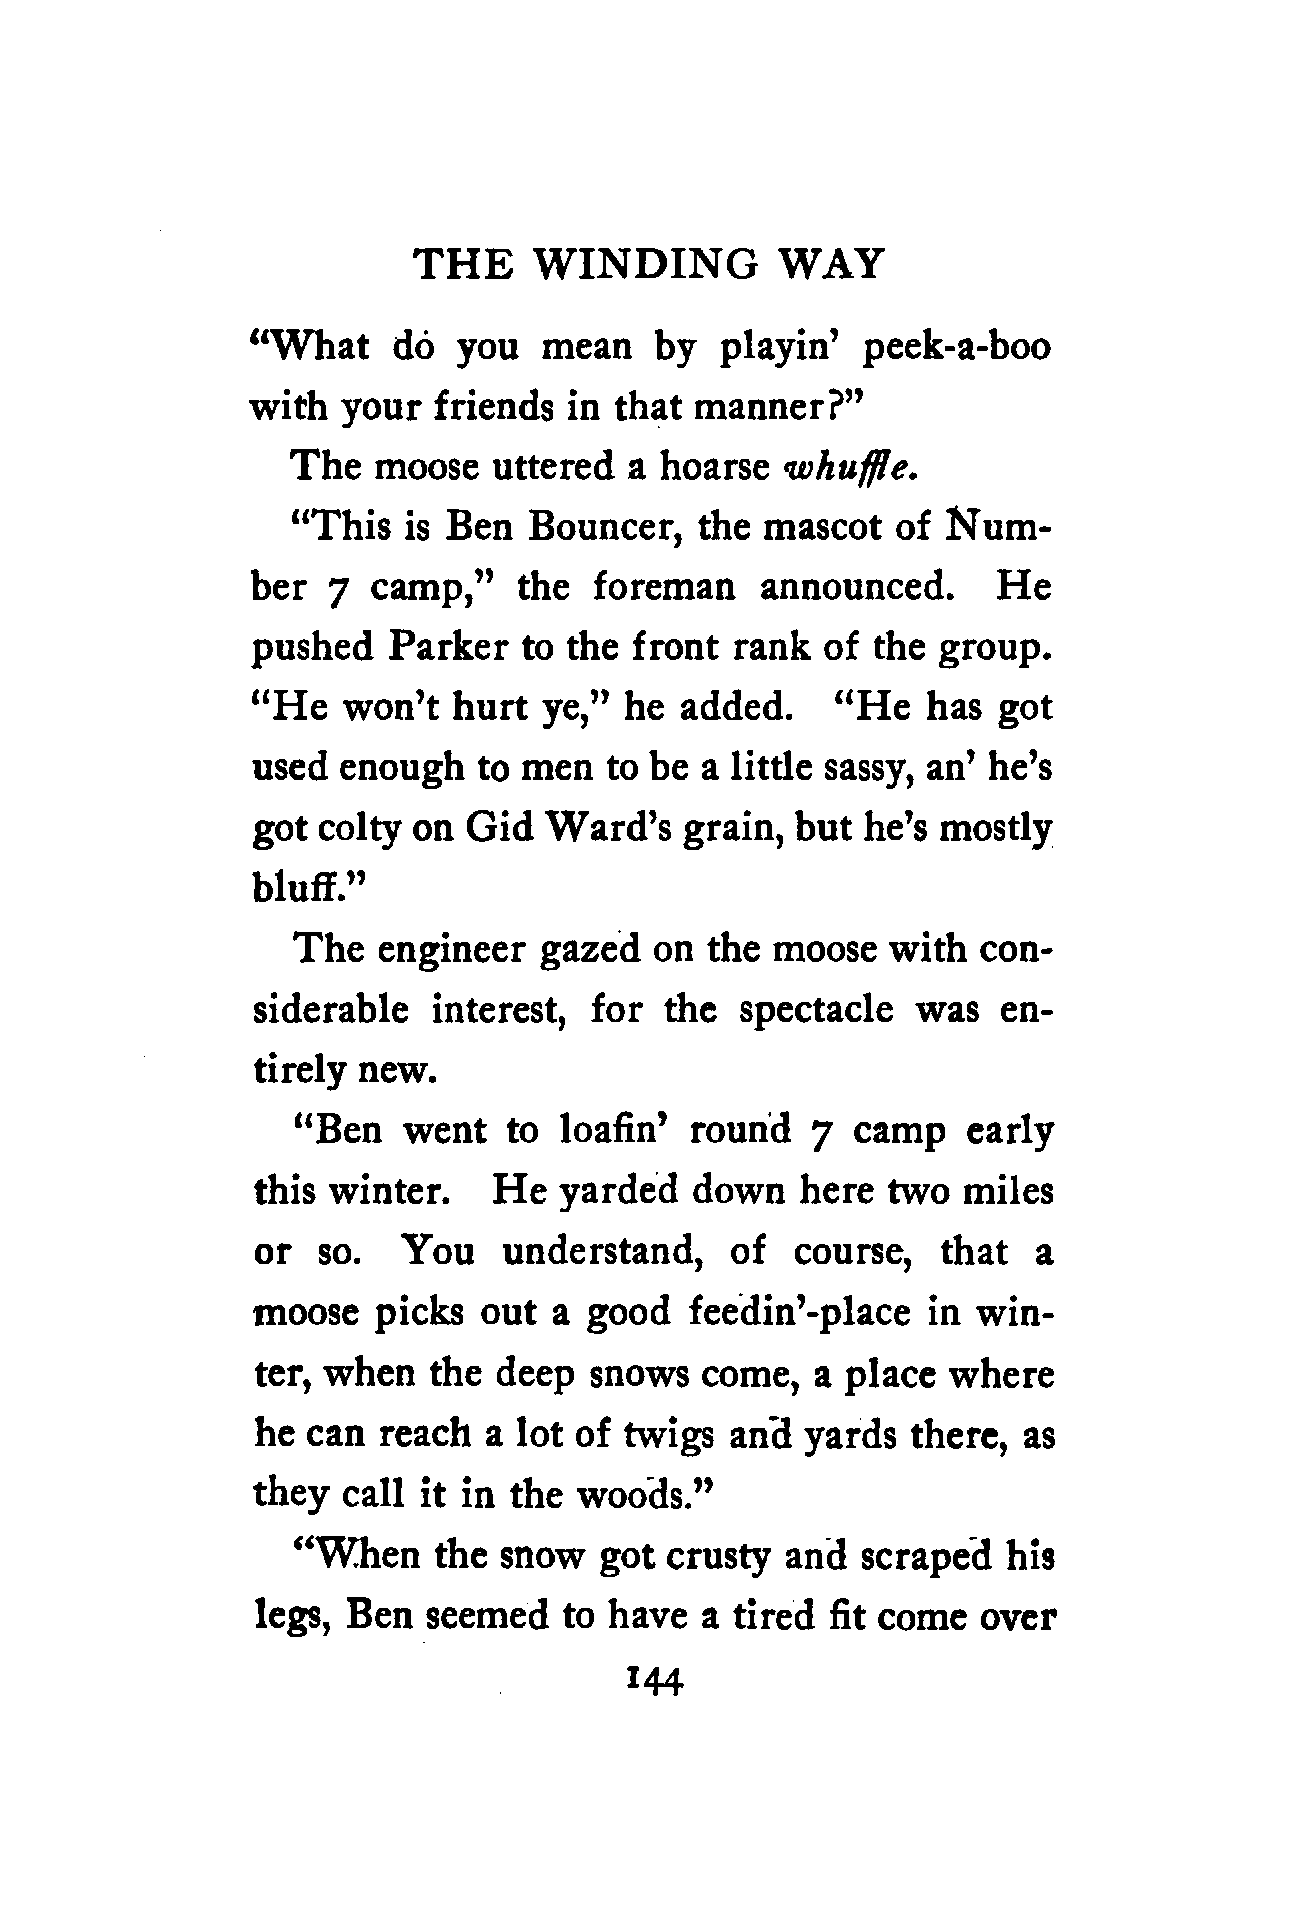 THE WINDING WAY
“What do you mean by playin’ peek-a-boo
with your friends in that manner?”
The moose uttered a hoarse whuffle.
“This is Ben Bouncer, the mascot of Num-
ber 7 camp,” the foreman announced. He
pushed Parker to the front rank of the group.
“He won’t hurt ye,” he added. “He has got
used enough to men to be a little sassy, an’ he’s
got colty on Gid Ward’s grain, but he’s mostly
bluff.”
The engineer gazed on the moose with con-
siderable interest, for the spectacle was en-
tirely new.
“Ben went to loafin’ round 7 camp early
this winter. He yarded down here two miles
or so. You understand, of course, that a
moose picks out a good feedin’-place in win-
ter, when the deep snows come, a place where
he can reach a lot of twigs and yards there, as
they call it in the woods.”
“When the snow got crusty and scraped his
legs, Ben seemed to have a tired fit come over
144